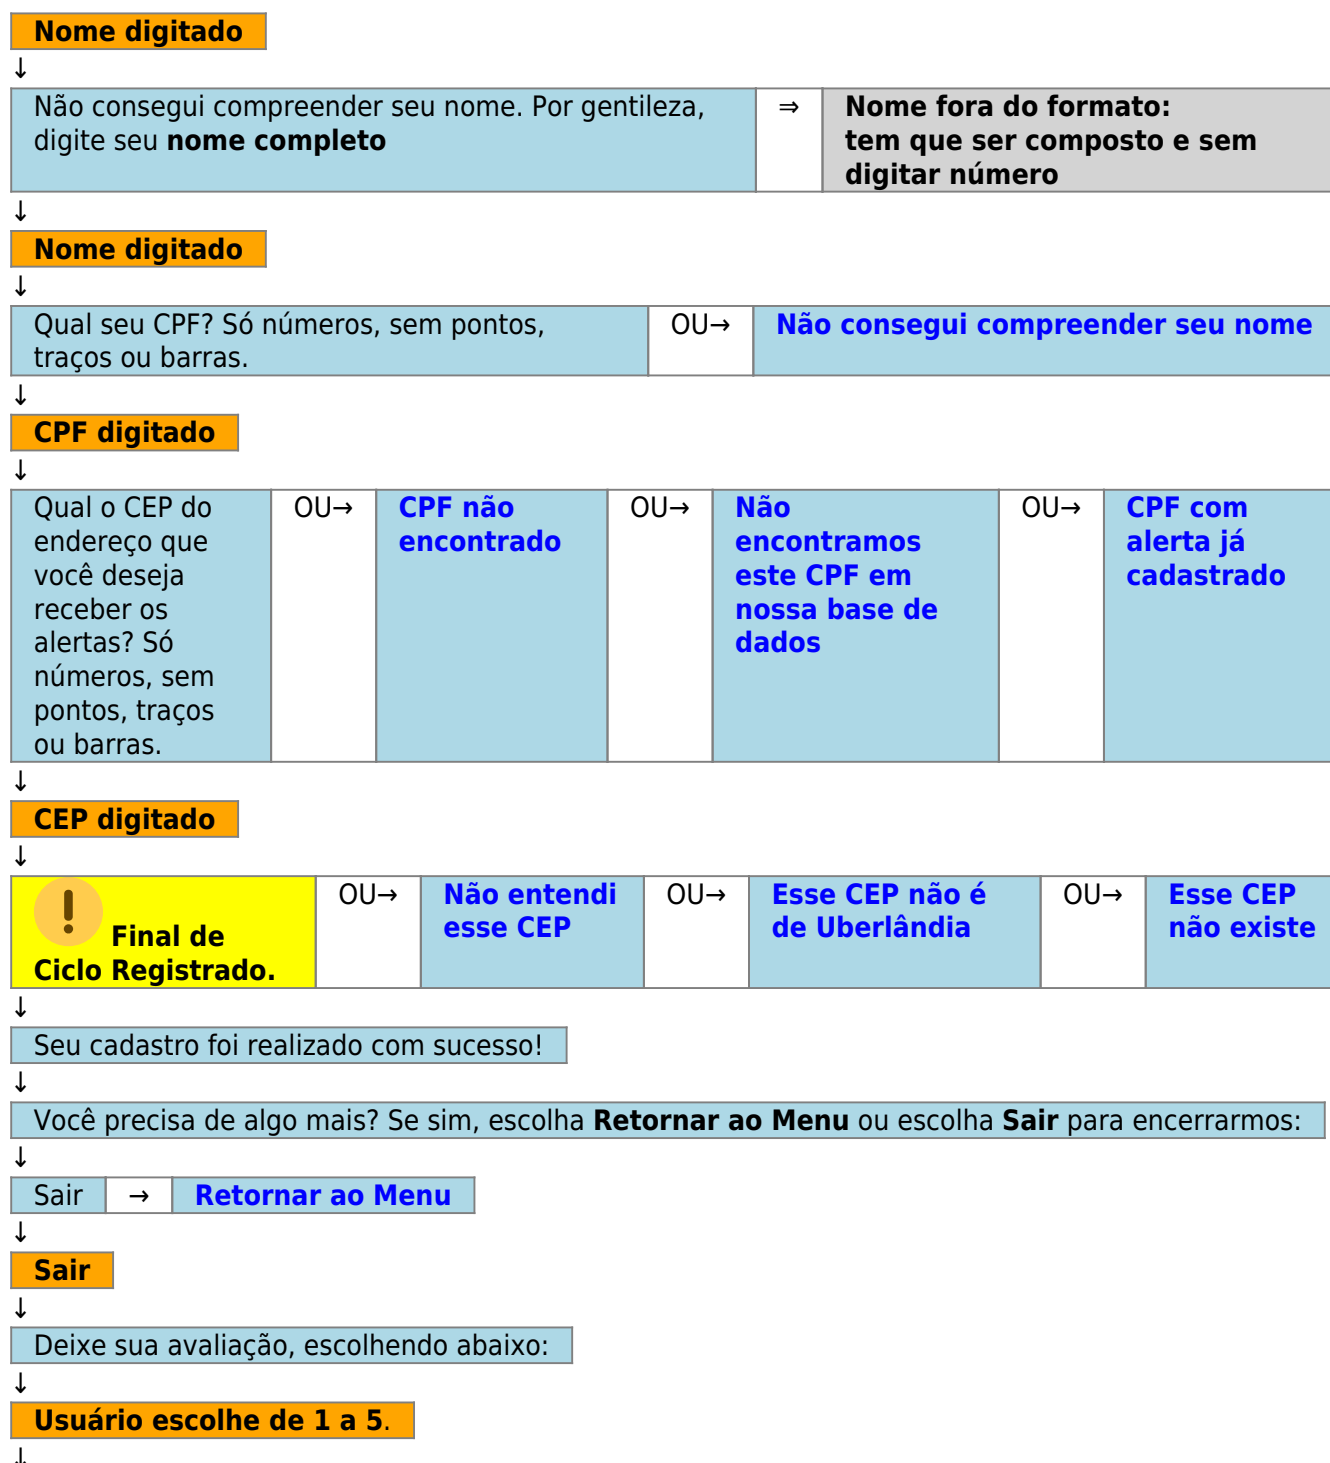 Nome digitado
↓
Não consegui compreender seu nome. Por gentileza, ⇒ Nome fora do formato:
digite seu nome completo tem que ser composto e sem
digitar número
↓
Nome digitado
↓
Qual seu CPF? Só números, sem pontos, OU→ Não consegui compreender seu nome
traços ou barras.
↓
CPF digitado
↓
Qual o CEP do OU→ CPF não OU→ Não OU→ CPF com
endereço que encontrado encontramos alerta já
você deseja este CPF em cadastrado
receber os nossa base de
alertas? Só dados
números, sem
pontos, traços
ou barras.
↓
CEP digitado
↓
! Final de OU→ Não entendi OU→ Esse CEP não é OU→ Esse CEP
Ciclo Registrado. esse CEP de Uberlândia não existe
↓
Seu cadastro foi realizado com sucesso!
↓
Você precisa de algo mais? Se sim, escolha Retornar ao Menu ou escolha Sair para encerrarmos:
↓
Sair → Retornar ao Menu
↓
Sair
↓
Deixe sua avaliação, escolhendo abaixo:
↓
Usuário escolhe de 1 a 5.
↓